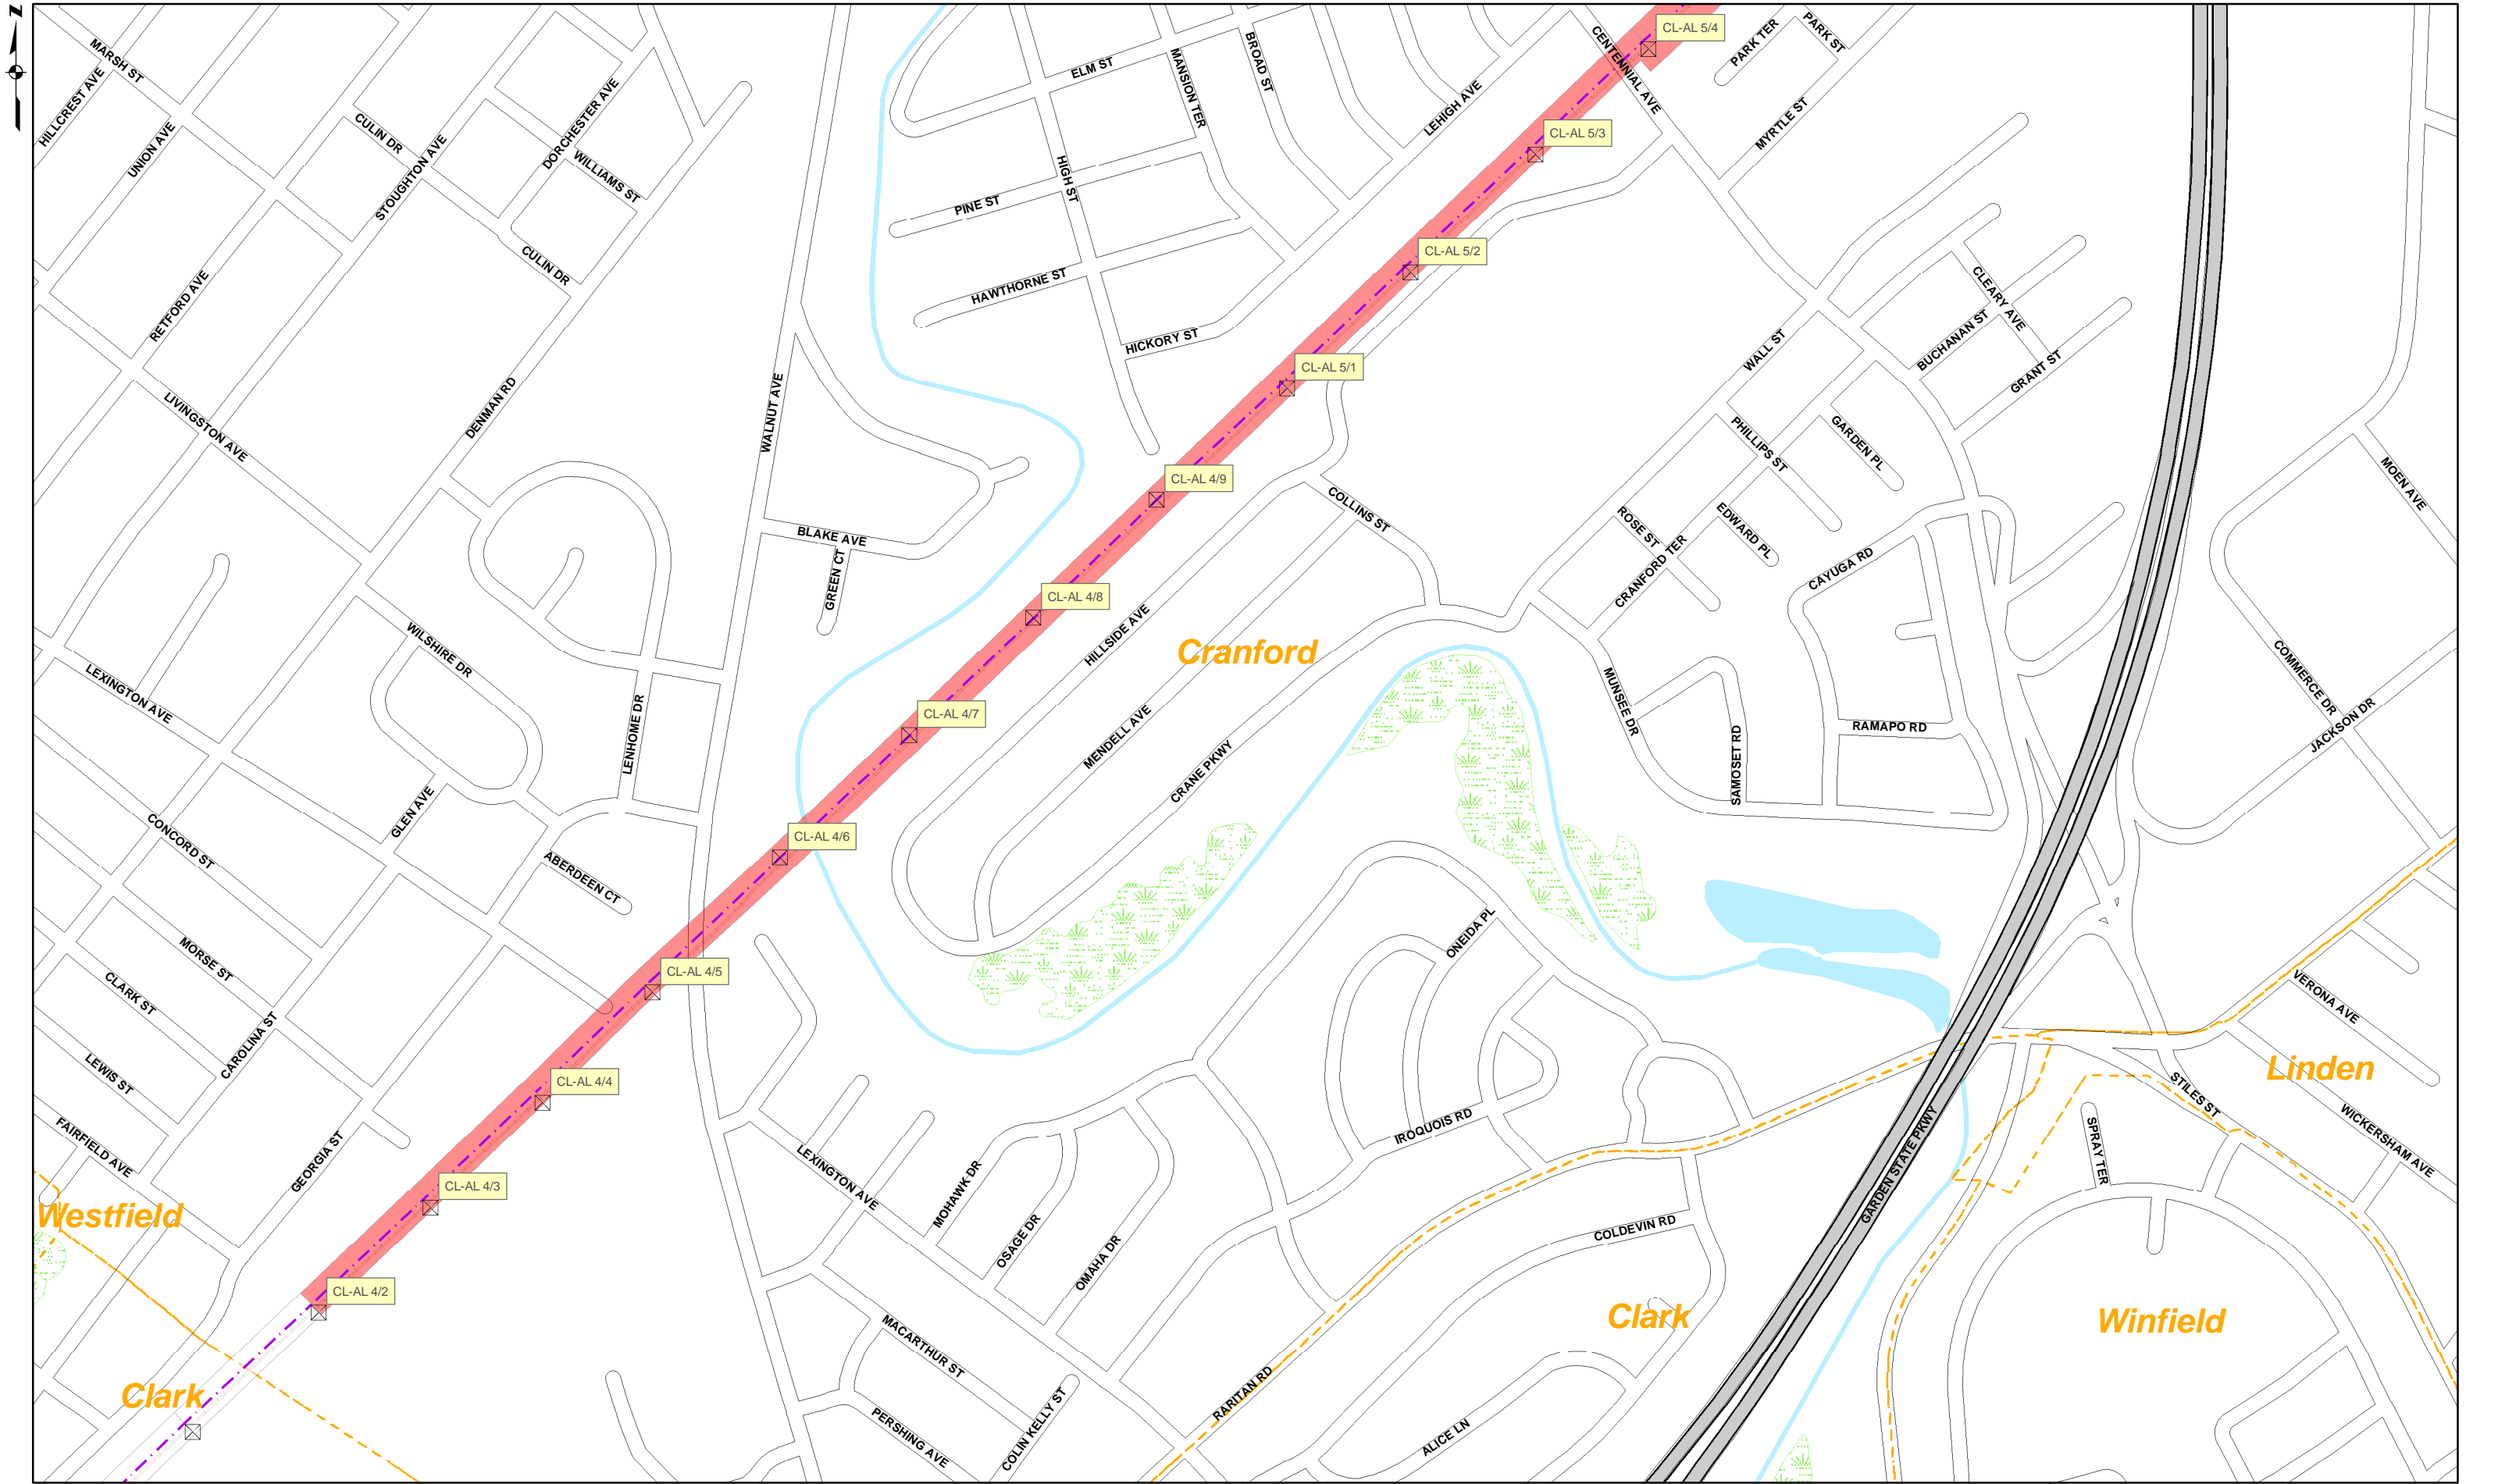 Z
MARSH ST
HILLCREST AVE
UNION AVE
CULIN DR
DORCHESTER AVE
WILLIAMS ST
STOUGHTON AVE
CULIN DR
RETFORD AVE
LIVINGSTON AVE
DENMAN RD
WALNUT AVE
ELM ST
MANSION TER
BROAD ST
HIGH ST
PINE ST
HAWTHORNE ST
HICKORY ST
LEHIGH AVE
CENTENNIAL AVE
CL-AL 5/4
PARK TER
PARK ST
MYRTLE ST
CL-AL 5/3
CL-AL 5/2
CL-AL 5/1
CL-AL 4/9
CL-AL 4/8
CL-AL 4/7
CL-AL 4/6
CL-AL 4/5
CL-AL 4/4
CL-AL 4/3
CL-AL 4/2
CLEARY AVE
BUCHANAN ST
GRANT ST
WALL ST
PHILLIPS ST
GARDEN PL
ROSE ST
EDWARD PL
CRANFORD TER
CAYUGA RD
MOEN AVE
BLAKE AVE
GREEN CT
COLLINS ST
HILLSIDE AVE
Cranford
MENDELL AVE
CRANE PKWY
MUNSEE DR
SAMOSET RD
RAMAPO RD
COMMERCE DR
JACKSON DR
WILSHIRE DR
LEXINGTON AVE
LENHOME DR
GLEN AVE
CONCORD ST
ABERDEEN CT
MORSE ST
CLARK ST
CAROLINA ST
LEWIS ST
FAIRFIELD AVE
GEORGIA ST
Westfield
Clark
ONEIDA PL
IROQUOIS RD
LEXINGTON AVE
MOHAWK DR
OSAGE DR
OMAHA DR
MACARTHUR ST
PERSHING AVE
COLIN KELLY ST
RARITAN RD
COLDEVIN RD
Clark
ALICE LN
GARDEN STATE PKWY
VERONA AVE
Linden
STILES ST
WICKERSHAM AVE
SPRAY TER
Winfield